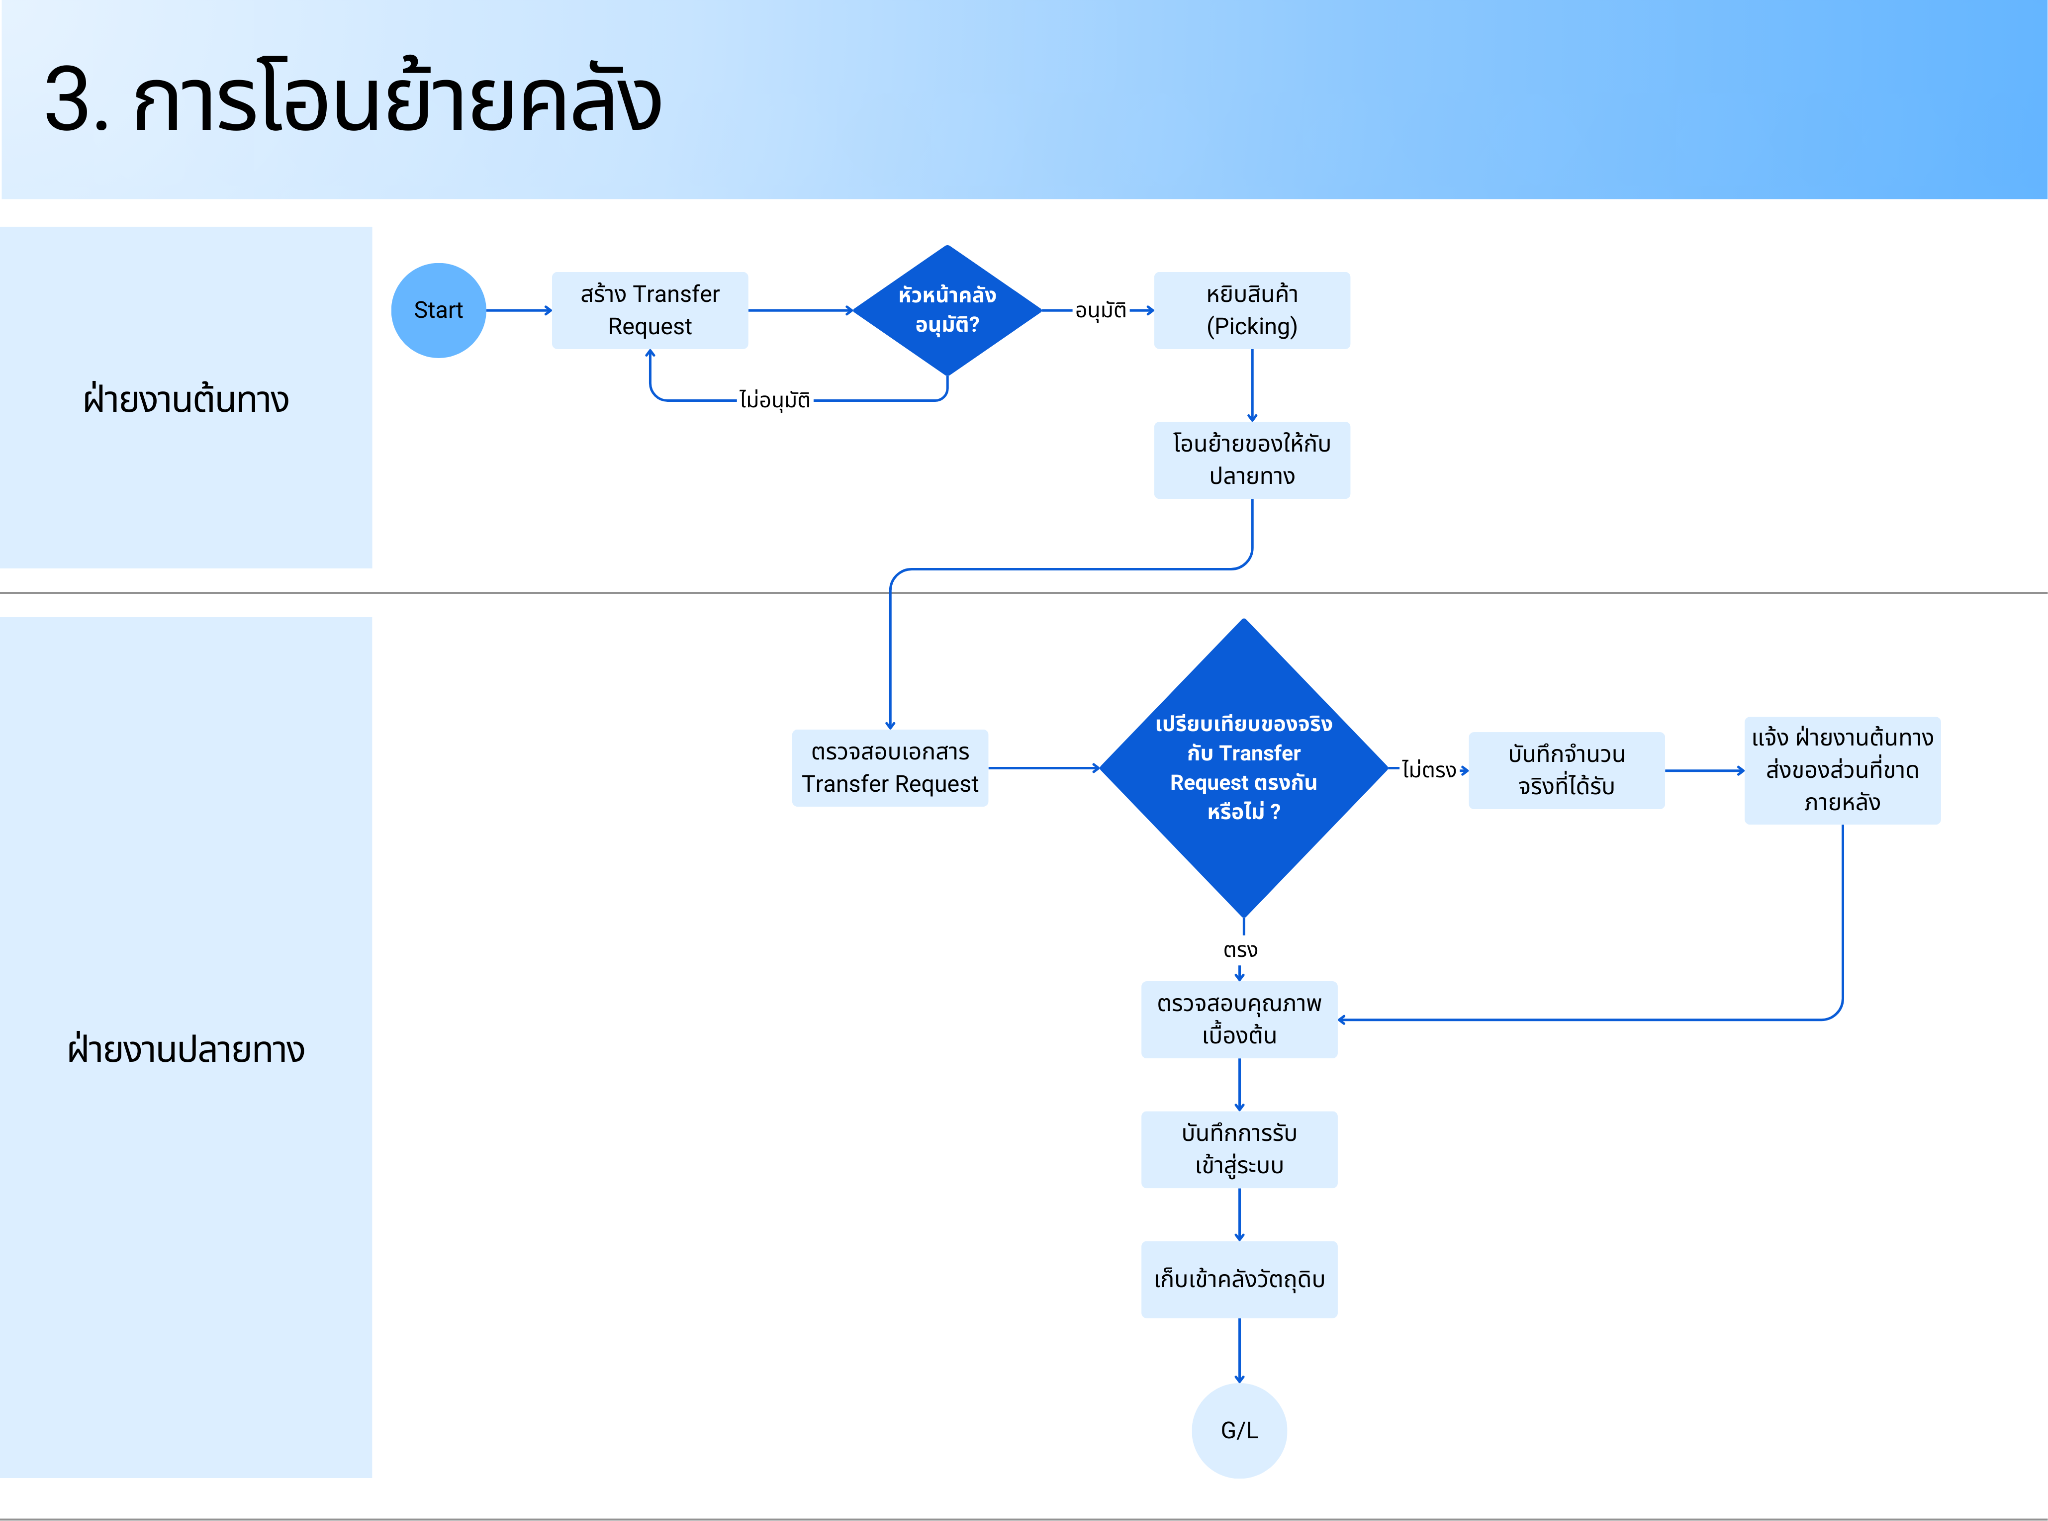 3. การโอนย้ายคลัง
ฝ่ายงานต้นทาง
Start
สร้าง Transfer
Request
หัวหน้าคลัง
อนุมัติ?
อนุมัติ
หยิบสินค้า
(Picking)
ไม่อนุมัติ
โอนย้ายของให้กับ
ปลายทาง
ฝ่ายงานปลายทาง
ตรวจสอบเอกสาร
Transfer Request
เปรียบเทียบของจริง
กับ Transfer
Request ตรงกัน
หรือไม่ ?
ไม่ตรง
บันทึกจำนวน
จริงที่ได้รับ
แจ้ง ฝ่ายงานต้นทาง
ส่งของส่วนที่ขาด
ภายหลัง
ตรง
ตรวจสอบคุณภาพ
เบื้องต้น
บันทึกการรับ
เข้าสู่ระบบ
เก็บเข้าคลังวัตถุดิบ
G/L